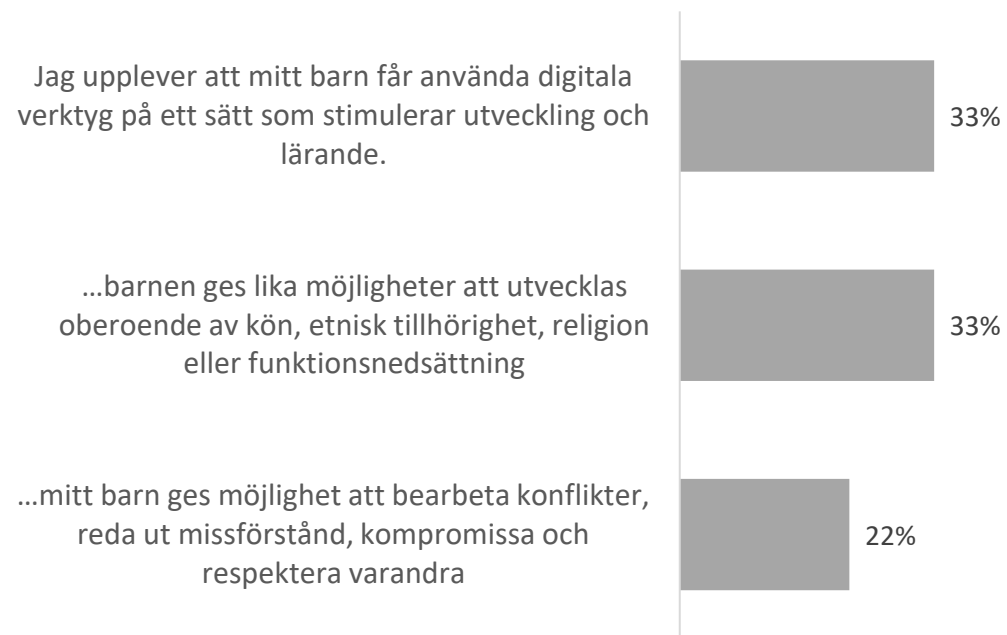 Jag upplever att mitt barn får använda digitala
verktyg på ett sätt som stimulerar utveckling och
lärande.
33%
…barnen ges lika möjligheter att utvecklas
oberoende av kön, etnisk tillhörighet, religion
eller funktionsnedsättning
33%
…mitt barn ges möjlighet att bearbeta konflikter,
reda ut missförstånd, kompromissa och
respektera varandra
22%